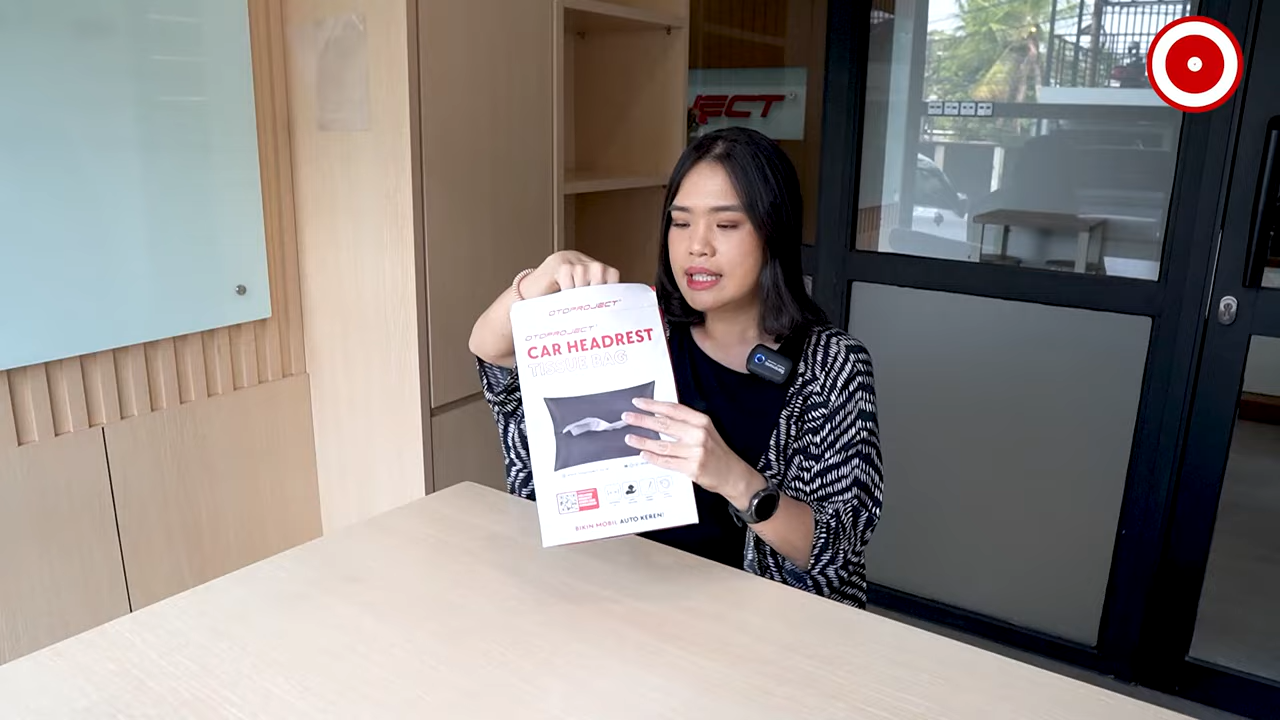 JECT
OTOPROJECT
OTOPROJECT
CAR HEADREST
TISSUE BAG
BIKIN MOBIL AUTO KEREN!